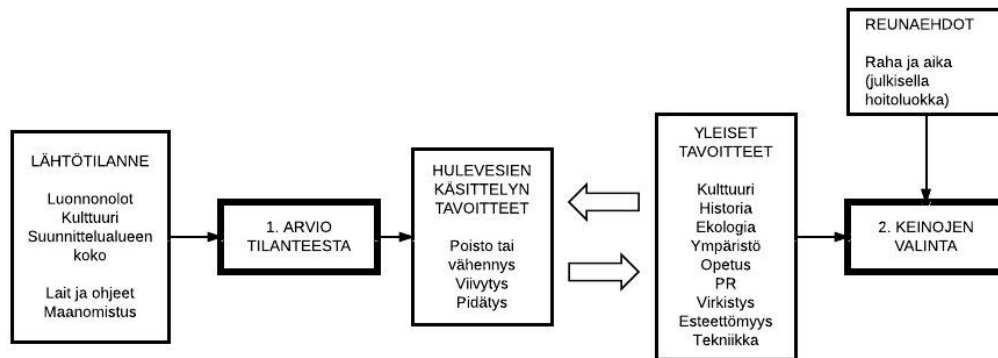 LÄHTÖTILANNE
Luonnonolot
Kulttuuri
Suunnittelualueen
koko
Lait ja ohjeet
Maanomistus
1. ARVIO
TILANTEESTA
HULEVESIEN
KÄSITTELYN
TAVOITTEET
Poisto tai
vähennys
Viivytys
Pidätys
YLEISET
TAVOITTEET
Kulttuuri
Historia
Ekologia
Ympäristö
Opetus
PR
Virkistys
Esteettömyys
Tekniikka
REUNAEHDOT
Raha ja aika
(julkisella
hoitoluokka)
2. KEINOJEN
VALINTA